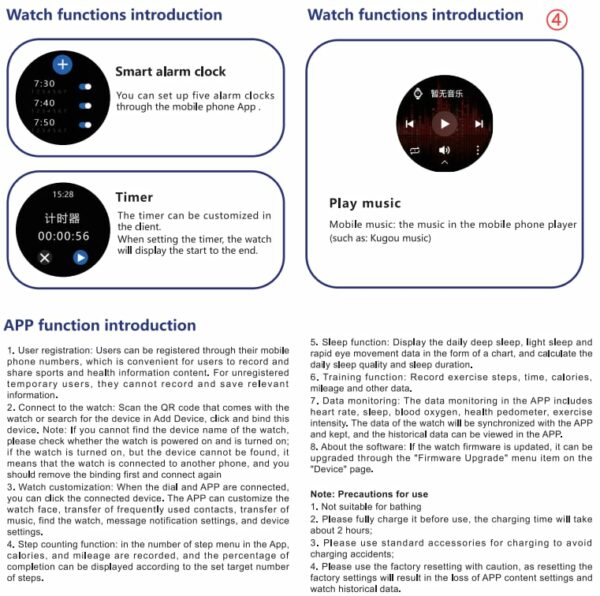 Watch functions introduction
7:30
7:40
7:50
Smart alarm clock
You can set up five alarm clocks
through the mobile phone App .
15:28
计时器
00:00:56
Timer
The timer can be customized in
the client.
When setting the timer, the watch
will display the start to the end.
Watch functions introduction ④
暂无音乐
Play music
Mobile music: the music in the mobile phone player
(such as: Kugou music)
APP function introduction
1. User registration: Users can be registered through their mobile
phone numbers, which is convenient for users to record and
share sports and health information content. For unregistered
temporary users, they cannot record and save relevant
information.
2. Connect to the watch: Scan the QR code that comes with the
watch or search for the device in Add Device, click and bind this
device. Note: If you cannot find the device name of the watch,
please check whether the watch is powered on and is turned on;
if the watch is turned on, but the device cannot be found, it
means that the watch is connected to another phone, and you
should remove the binding first and connect again
3. Watch customization: When the dial and APP are connected,
you can click the connected device. The APP can customize the
watch face, transfer of frequently used contacts, transfer of
music, find the watch, message notification settings, and device
settings.
4. Step counting function: in the number of step menu in the App,
calories, and mileage are recorded, and the percentage of
completion can be displayed according to the set target number
of steps.
5. Sleep function: Display the daily deep sleep, light sleep and
rapid eye movement data in the form of a chart, and calculate the
daily sleep quality and sleep duration.
6. Training function: Record exercise steps, time, calories,
mileage and other data.
7. Data monitoring: The data monitoring in the APP includes
heart rate, sleep, blood oxygen, health pedometer, exercise
intensity. The data of the watch will be synchronized with the APP
and kept, and the historical data can be viewed in the APP.
8. About the software: If the watch firmware is updated, it can be
upgraded through the "Firmware Upgrade" menu item on the
"Device" page.
Note: Precautions for use
1. Not suitable for bathing
2. Please fully charge it before use, the charging time will take
about 2 hours;
3. Please use standard accessories for charging to avoid
charging accidents;
4. Please use the factory resetting with caution, as resetting the
factory settings will result in the loss of APP content settings and
watch historical data.